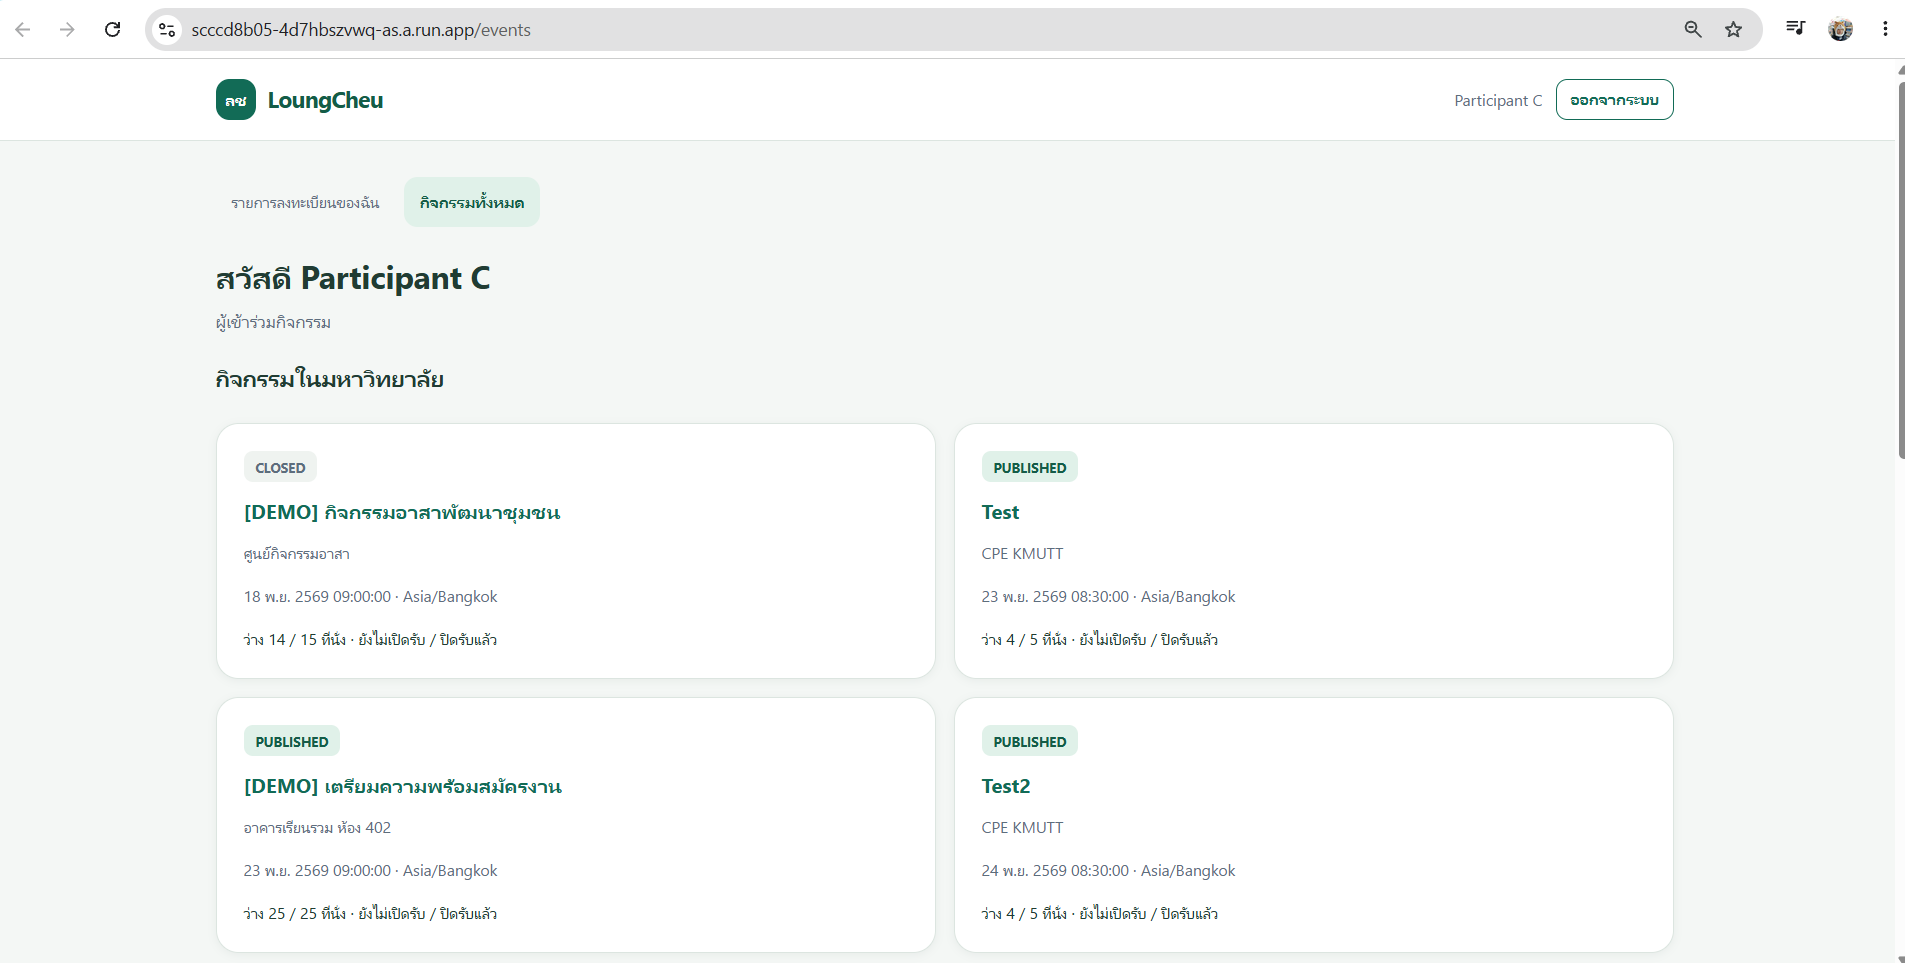 scccd8b05-4d7hbszvwq-as.a.run.app/events
ลช LoungCheu
Participant C
ออกจากระบบ
รายการลงทะเบียนของฉัน
กิจกรรมทั้งหมด
สวัสดี Participant C
ผู้เข้าร่วมกิจกรรม
กิจกรรมในมหาวิทยาลัย
CLOSED
[DEMO] กิจกรรมอาสาพัฒนาชุมชน
ศูนย์กิจกรรมอาสา
18 พ.ย. 2569 09:00:00 · Asia/Bangkok
ว่าง 14 / 15 ที่นั่ง · ยังไม่เปิดรับ / ปิดรับแล้ว
PUBLISHED
Test
CPE KMUTT
23 พ.ย. 2569 08:30:00 · Asia/Bangkok
ว่าง 4 / 5 ที่นั่ง · ยังไม่เปิดรับ / ปิดรับแล้ว
PUBLISHED
[DEMO] เตรียมความพร้อมสมัครงาน
อาคารเรียนรวม ห้อง 402
23 พ.ย. 2569 09:00:00 · Asia/Bangkok
ว่าง 25 / 25 ที่นั่ง · ยังไม่เปิดรับ / ปิดรับแล้ว
PUBLISHED
Test2
CPE KMUTT
24 พ.ย. 2569 08:30:00 · Asia/Bangkok
ว่าง 4 / 5 ที่นั่ง · ยังไม่เปิดรับ / ปิดรับแล้ว